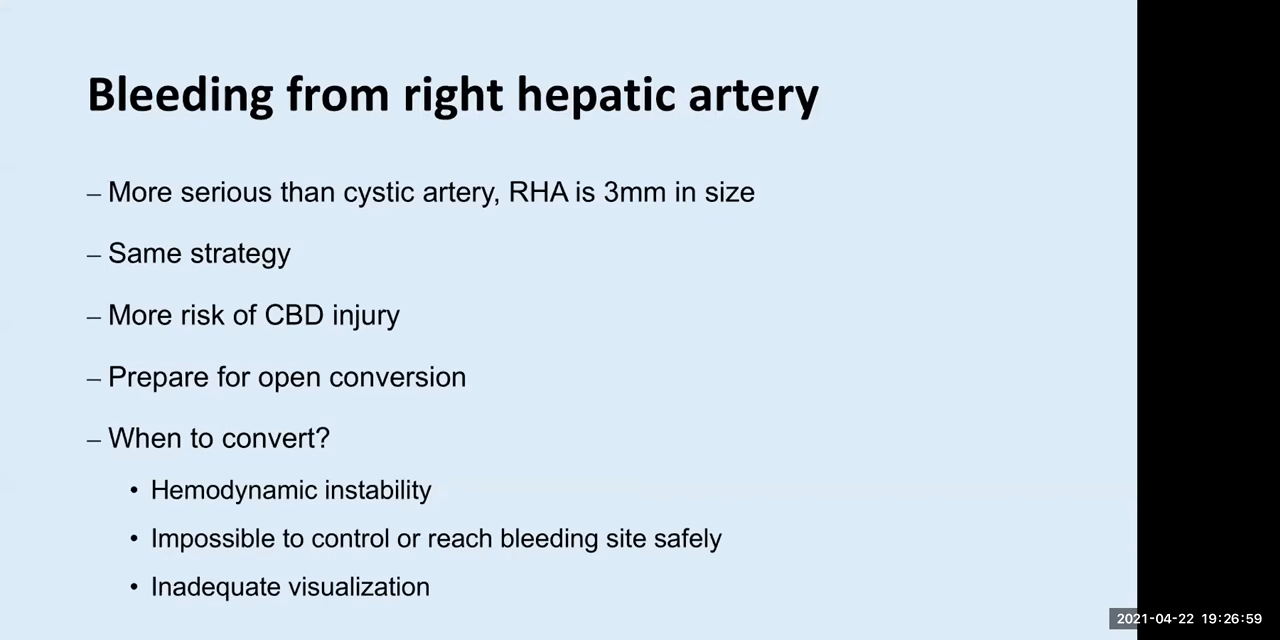 Bleeding from right hepatic artery
– More serious than cystic artery, RHA is 3mm in size
– Same strategy
– More risk of CBD injury
– Prepare for open conversion
– When to convert?
• Hemodynamic instability
• Impossible to control or reach bleeding site safely
• Inadequate visualization
2021-04-22 19:26:59